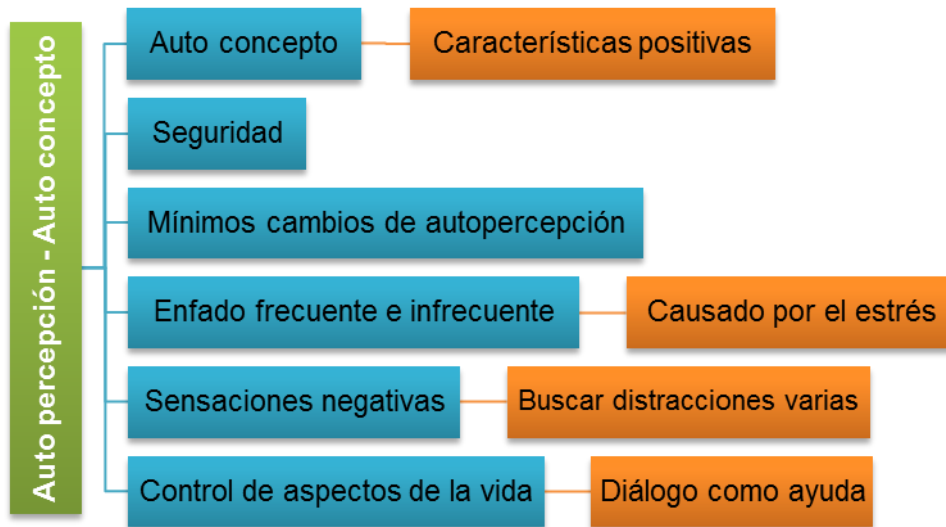 Auto percepción - Auto concepto
Auto concepto
Características positivas
Seguridad
Mínimos cambios de autopercepción
Enfado frecuente e infrecuente
Causado por el estrés
Sensaciones negativas
Buscar distracciones varias
Control de aspectos de la vida
Diálogo como ayuda